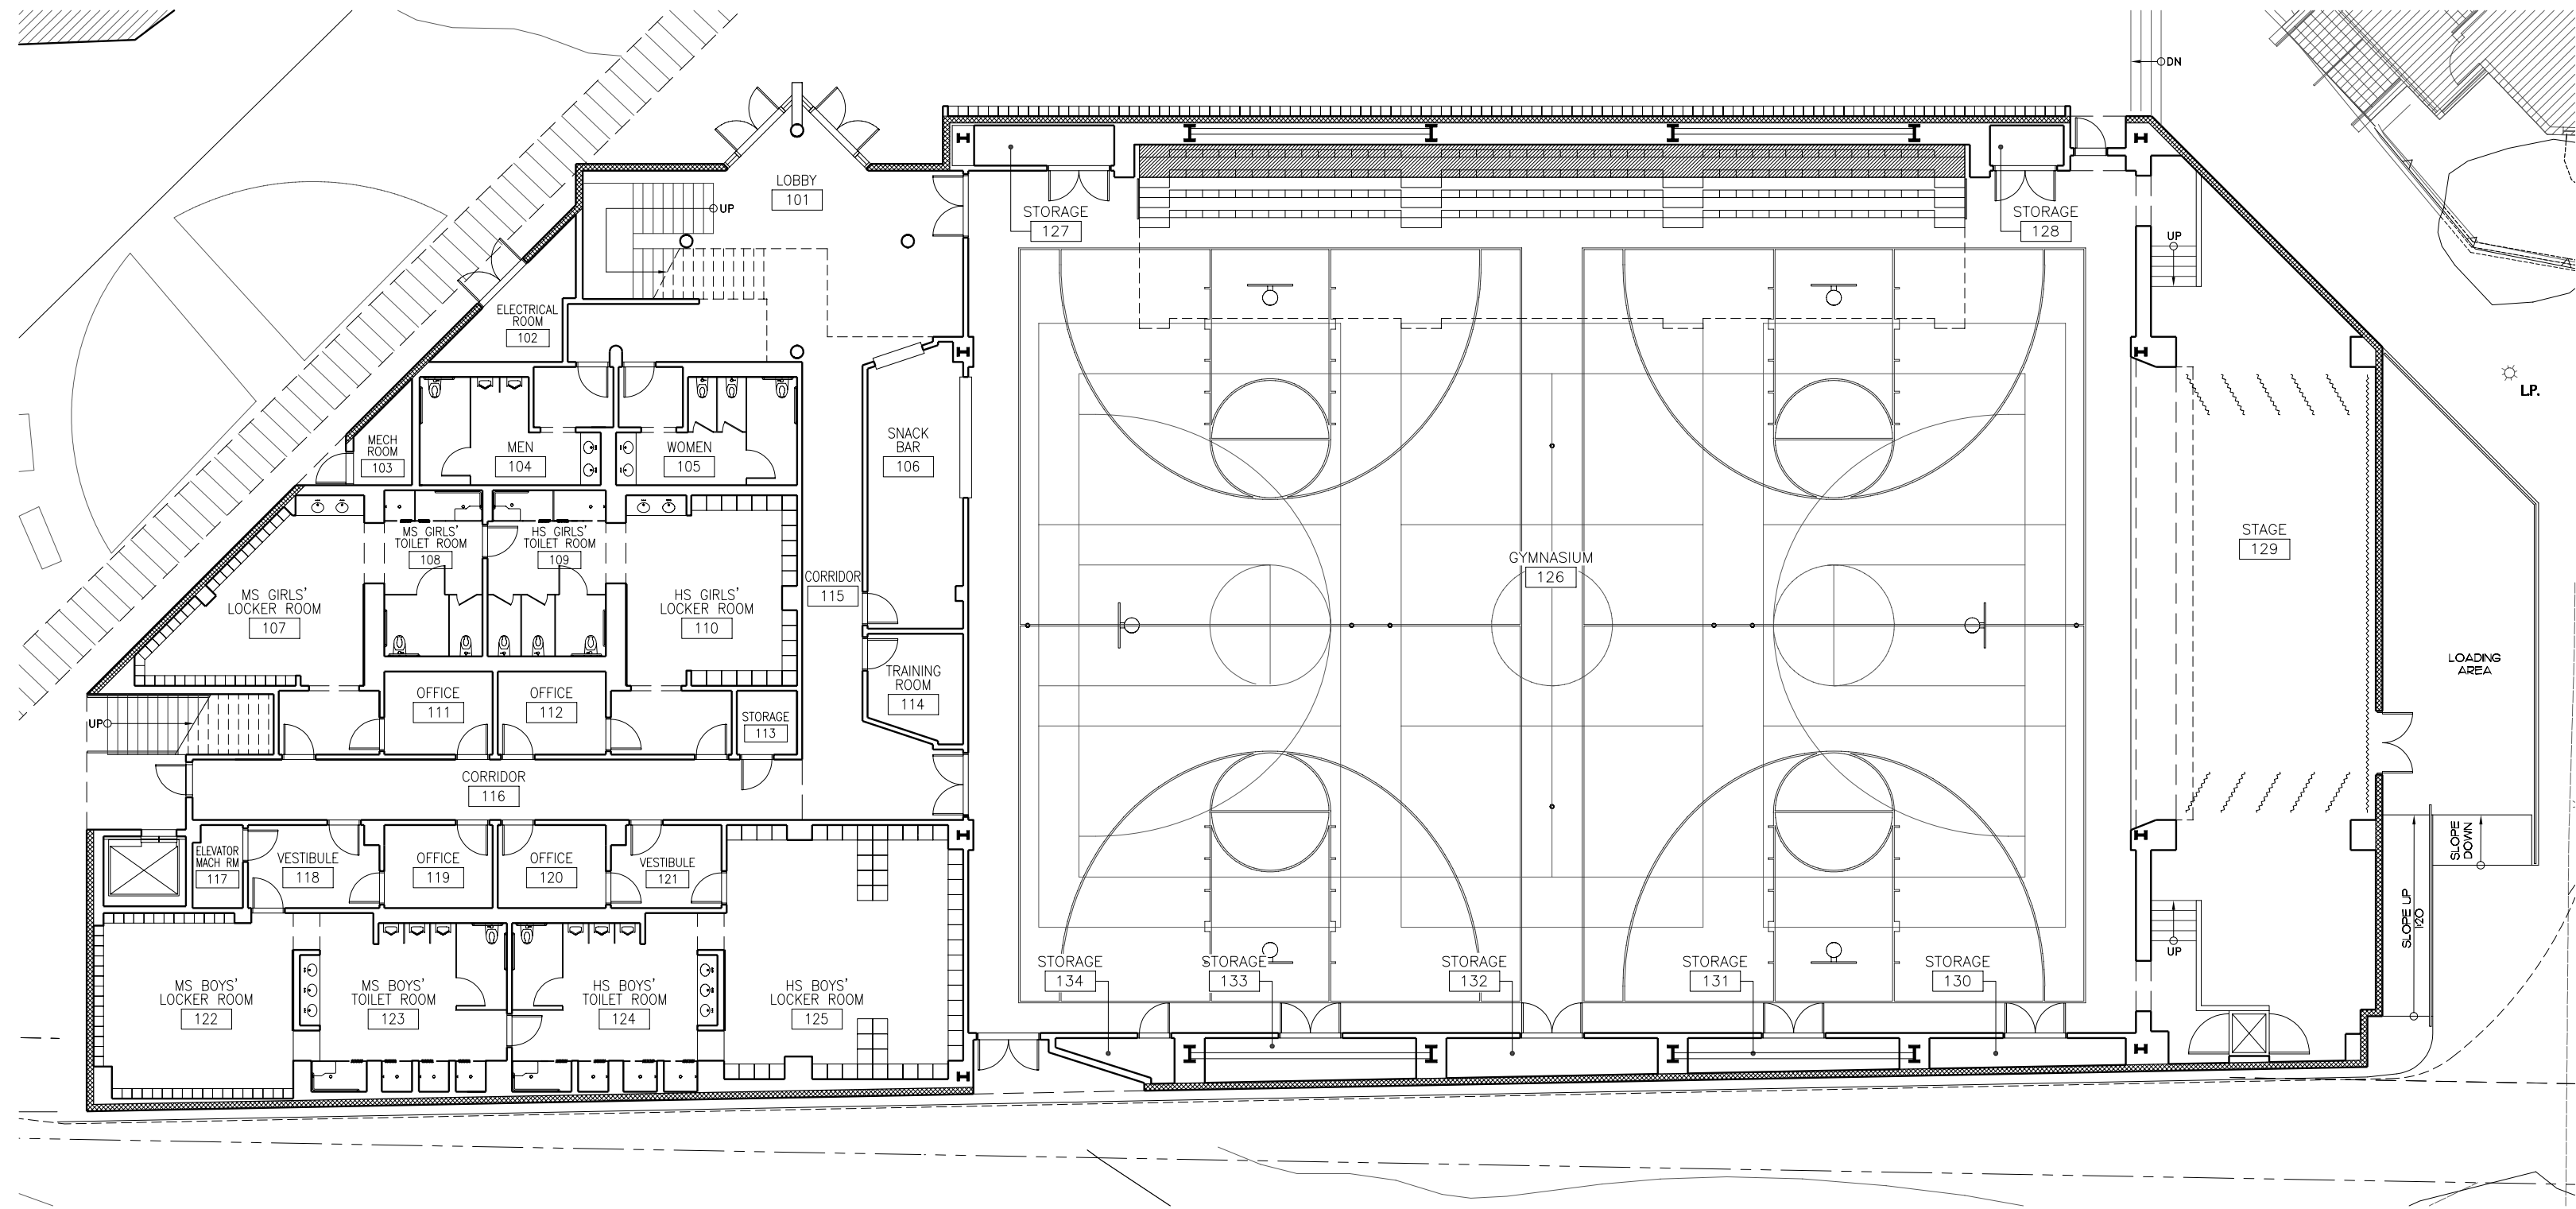 DN
LOBBY
101
UP
STORAGE
127
STORAGE
128
UP
ELECTRICAL
ROOM
102
L.P.
MECH
ROOM
103
MEN
104
WOMEN
105
SNACK
BAR
106
MS GIRLS'
TOILET ROOM
108
HS GIRLS'
TOILET ROOM
109
STAGE
129
GYMNASIUM
126
CORRIDOR
115
MS GIRLS'
LOCKER ROOM
107
HS GIRLS'
LOCKER ROOM
110
LOADING
AREA
TRAINING
ROOM
114
OFFICE
111
OFFICE
112
STORAGE
113
UP
CORRIDOR
116
SLOPE
DOWN
ELEVATOR
MACH RM
117
VESTIBULE
118
OFFICE
119
OFFICE
120
VESTIBULE
121
SLOPE UP
1:20
UP
STORAGE
134
STORAGE
133
STORAGE
132
STORAGE
131
STORAGE
130
MS BOYS'
LOCKER ROOM
122
MS BOYS'
TOILET ROOM
123
HS BOYS'
TOILET ROOM
124
HS BOYS'
LOCKER ROOM
125